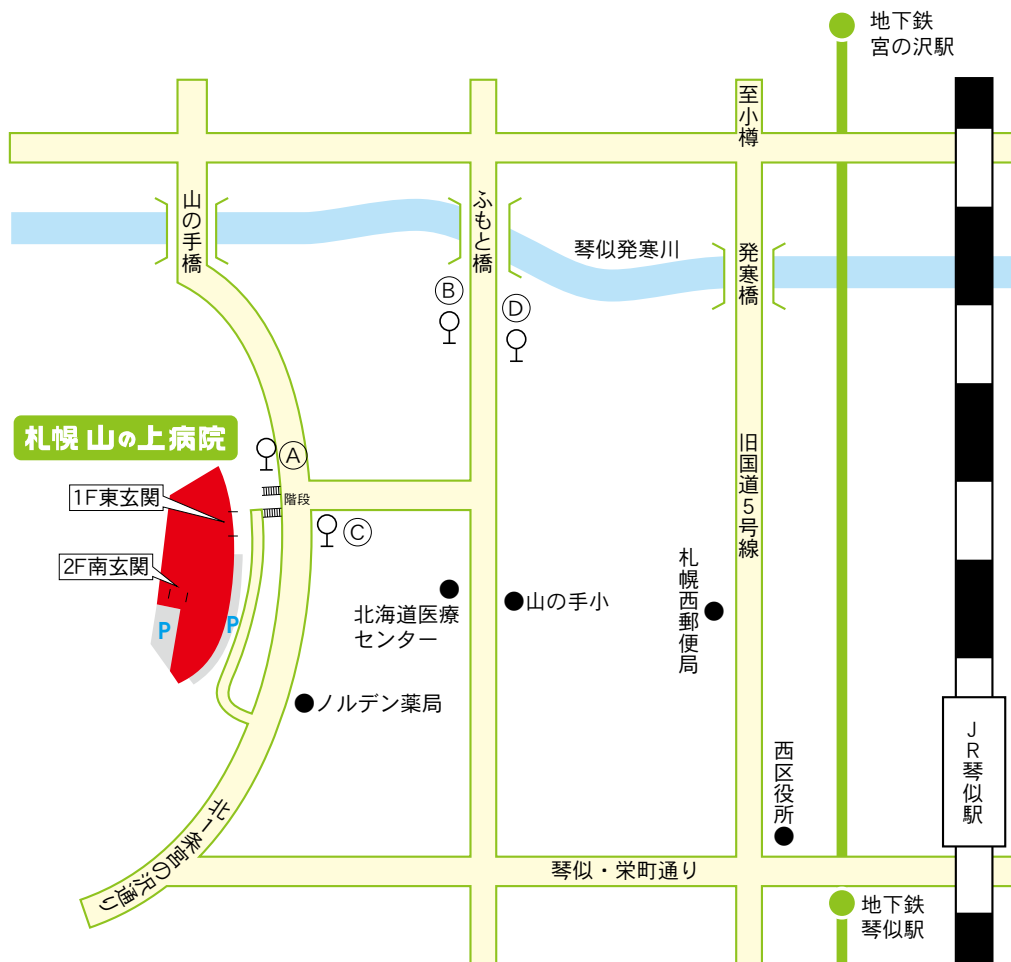 地下鉄
宮の沢駅
至小樽
山の手橋
ふもと橋
琴似発寒川
発寒橋
B
D
札幌 山の上病院
A
1F東玄関
階段
C
旧国道5号線
2F南玄関
P
P
北海道医療
センター
山の手小
札幌西郵便局
ノルデン薬局
JR琴似駅
西区役所
北1条宮の沢通り
琴似・栄町通り
地下鉄
琴似駅